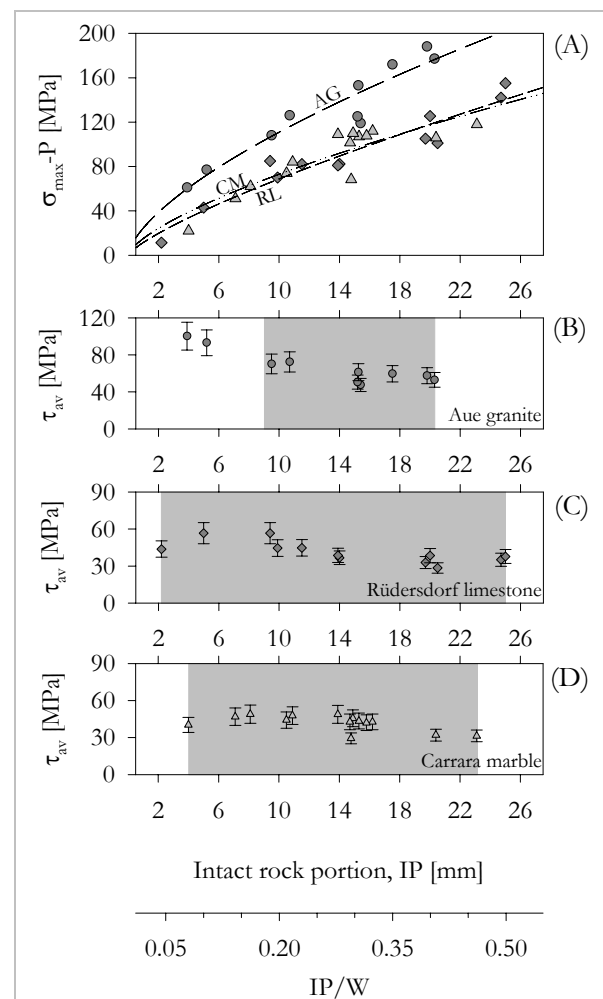 (A)
σmax-P [MPa]
200
160
120
80
40
0
AG
CM
RL
2 6 10 14 18 22 26
(B)
τav [MPa]
120
80
40
0
Aue granite
2 6 10 14 18 22 26
(C)
τav [MPa]
90
60
30
0
Rüdersdorf limestone
2 6 10 14 18 22 26
(D)
τav [MPa]
90
60
30
0
Carrara marble
2 6 10 14 18 22 26
Intact rock portion, IP [mm]
0.05 0.20 0.35 0.50
IP/W